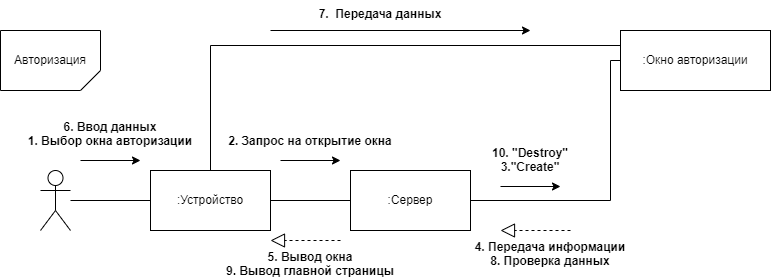 7. Передача данных
Авторизация
:Окно авторизации
6. Ввод данных
1. Выбор окна авторизации
2. Запрос на открытие окна
10. "Destroy"
3."Create"
:Устройство
:Сервер
5. Вывод окна
9. Вывод главной страницы
4. Передача информации
8. Проверка данных